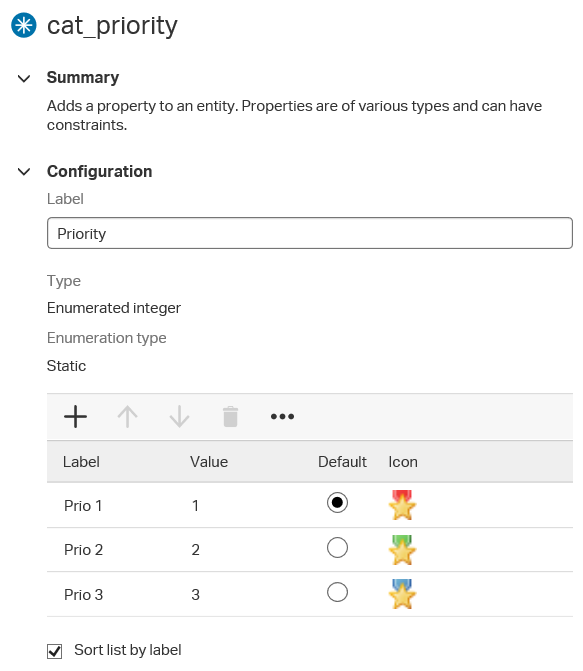 cat_priority
Summary
Adds a property to an entity. Properties are of various types and can have
constraints.
Configuration
Label
Priority
Type
Enumerated integer
Enumeration type
Static
Label Value Default Icon
Prio 1 1
Prio 2 2
Prio 3 3
Sort list by label